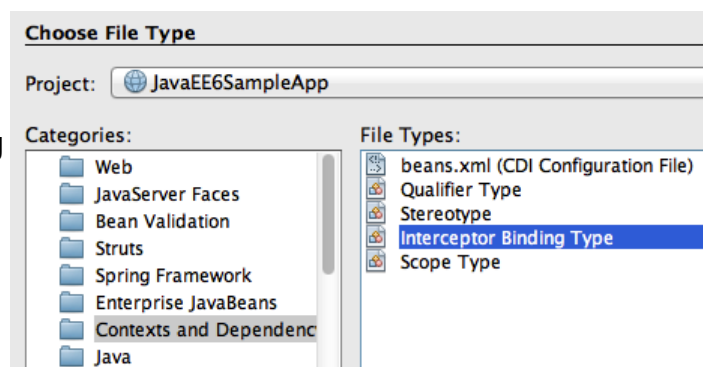 Choose File Type
Project: JavaEE6SampleApp
Categories:
Web
JavaServer Faces
Bean Validation
Struts
Spring Framework
Enterprise JavaBeans
Contexts and Dependenc
Java
File Types:
beans.xml (CDI Configuration File)
Qualifier Type
Stereotype
Interceptor Binding Type
Scope Type